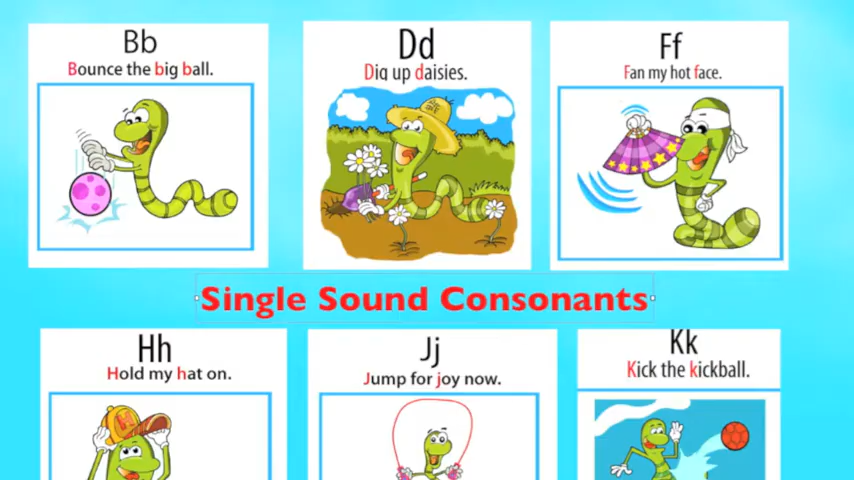 Bb
Bounce the big ball.
Dd
Dig up daisies.
Ff
Fan my hot face.
Single Sound Consonants
Hh
Hold my hat on.
Jj
Jump for joy now.
Kk
Kick the kickball.